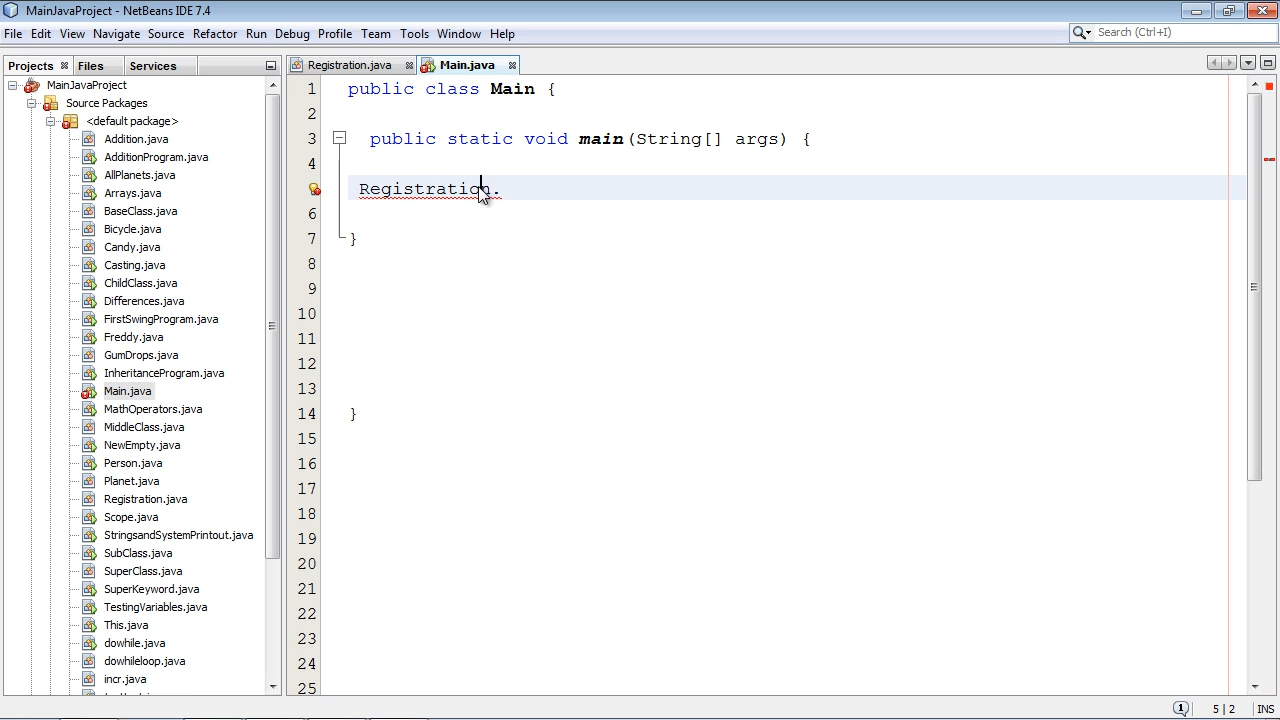 MainJavaProject - NetBeans IDE 7.4
File Edit View Navigate Source Refactor Run Debug Profile Team Tools Window Help
Search (Ctrl+I)
Projects Files Services
Registration.java Main.java
MainJavaProject
Source Packages
<default package>
Addition.java
AdditionProgram.java
AllPlanets.java
Arrays.java
BaseClass.java
Bicycle.java
Candy.java
Casting.java
ChildClass.java
Differences.java
FirstSwingProgram.java
Freddy.java
GumDrops.java
InheritanceProgram.java
Main.java
MathOperators.java
MiddleClass.java
NewEmpty.java
Person.java
Planet.java
Registration.java
Scope.java
StringsandSystemPrintout.java
SubClass.java
SuperClass.java
SuperKeyword.java
TestingVariables.java
This.java
dowhile.java
dowhileloop.java
incr.java
1 public class Main {
2
3 public static void main(String[] args) {
4
Registration.
6
7 }
8
9
10
11
12
13
14 }
15
16
17
18
19
20
21
22
23
24
25
1 5|2 INS